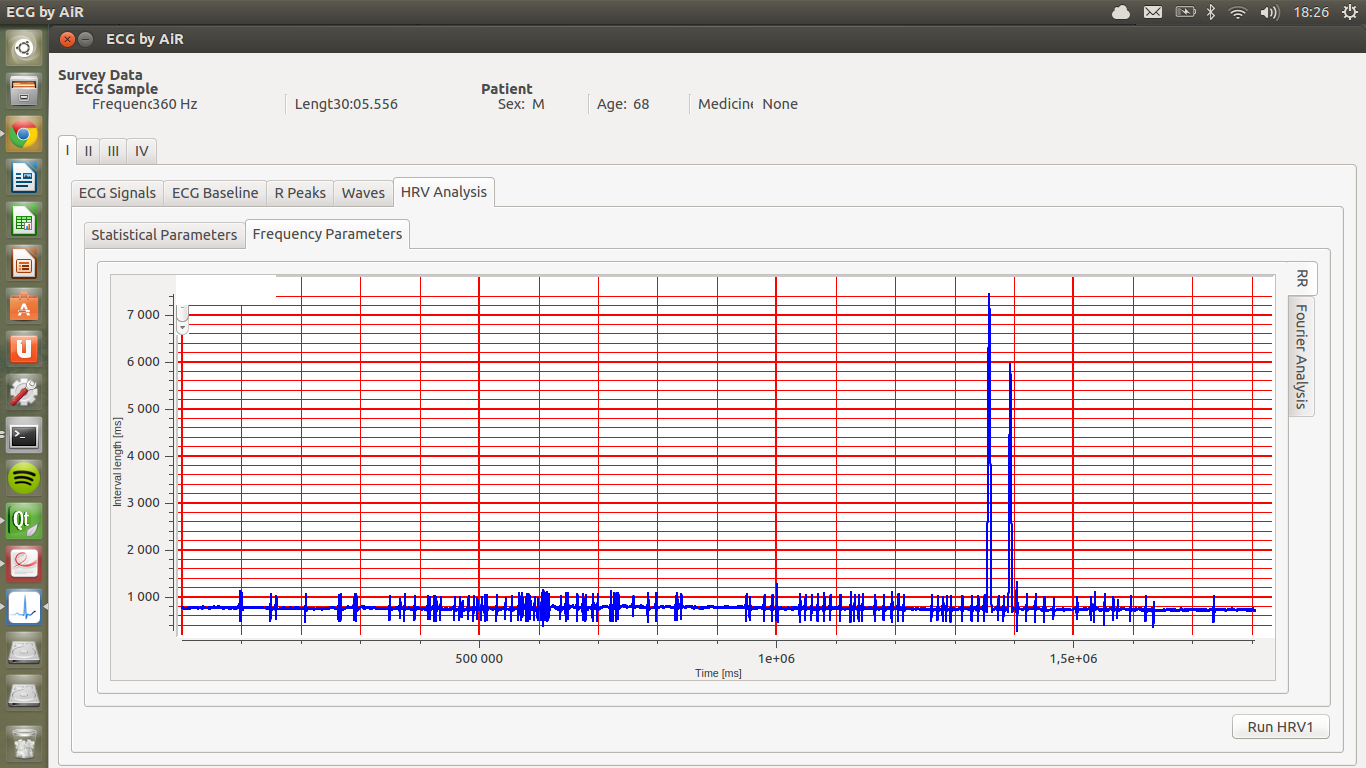 ECG by AiR 18:26
ECG by AiR
Survey Data
ECG Sample Patient
Frequenc360 Hz Lengt30:05.556 Sex: M Age: 68 Medicine None
I II III IV
ECG Signals ECG Baseline R Peaks Waves HRV Analysis
Statistical Parameters Frequency Parameters
RR
Fourier Analysis
7 000
6 000
5 000
4 000
3 000
2 000
1 000
Interval length [ms]
500 000 1e+06 1,5e+06
Time [ms]
Run HRV1